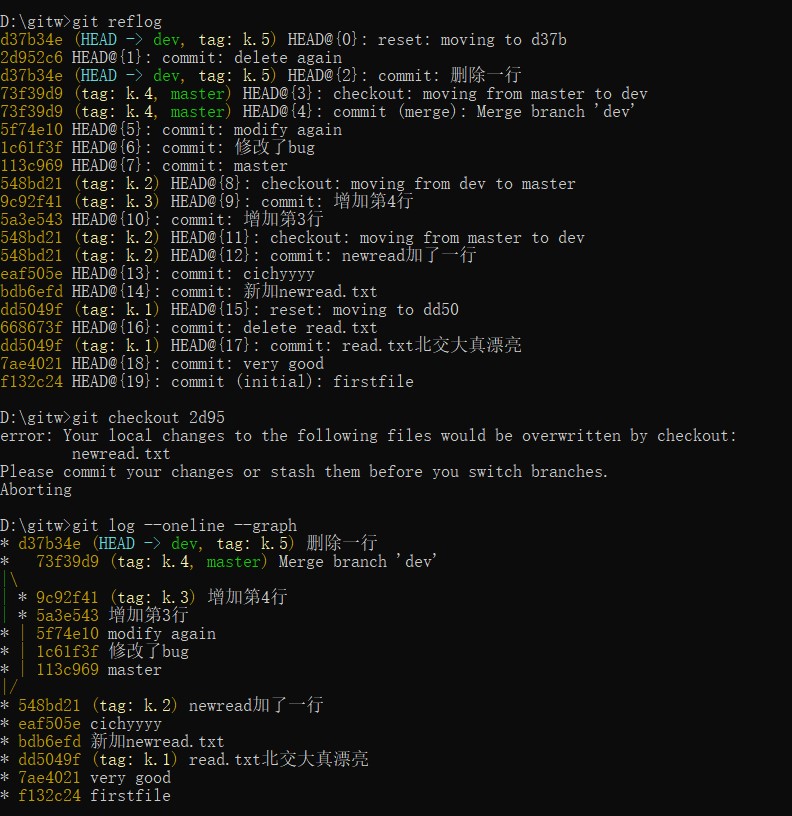 D:\gitw>git reflog
d37b34e (HEAD -> dev, tag: k.5) HEAD@{0}: reset: moving to d37b
2d952c6 HEAD@{1}: commit: delete again
d37b34e (HEAD -> dev, tag: k.5) HEAD@{2}: commit: 删除一行
73f39d9 (tag: k.4, master) HEAD@{3}: checkout: moving from master to dev
73f39d9 (tag: k.4, master) HEAD@{4}: commit (merge): Merge branch 'dev'
5f74e10 HEAD@{5}: commit: modify again
1c61f3f HEAD@{6}: commit: 修改了bug
113c969 HEAD@{7}: commit: master
548bd21 (tag: k.2) HEAD@{8}: checkout: moving from dev to master
9c92f41 (tag: k.3) HEAD@{9}: commit: 增加第4行
5a3e543 HEAD@{10}: commit: 增加第3行
548bd21 (tag: k.2) HEAD@{11}: checkout: moving from master to dev
548bd21 (tag: k.2) HEAD@{12}: commit: newread加了一行
eaf505e HEAD@{13}: commit: cichyyyy
bdb6efd HEAD@{14}: commit: 新加newread.txt
dd5049f (tag: k.1) HEAD@{15}: reset: moving to dd50
668673f HEAD@{16}: commit: delete read.txt
dd5049f (tag: k.1) HEAD@{17}: commit: read.txt北交大真漂亮
7ae4021 HEAD@{18}: commit: very good
f132c24 HEAD@{19}: commit (initial): firstfile
D:\gitw>git checkout 2d95
error: Your local changes to the following files would be overwritten by checkout:
newread.txt
Please commit your changes or stash them before you switch branches.
Aborting
D:\gitw>git log --oneline --graph
* d37b34e (HEAD -> dev, tag: k.5) 删除一行
*   73f39d9 (tag: k.4, master) Merge branch 'dev'
|\
| * 9c92f41 (tag: k.3) 增加第4行
| * 5a3e543 增加第3行
* | 5f74e10 modify again
* | 1c61f3f 修改了bug
* | 113c969 master
|/
* 548bd21 (tag: k.2) newread加了一行
* eaf505e cichyyyy
* bdb6efd 新加newread.txt
* dd5049f (tag: k.1) read.txt北交大真漂亮
* 7ae4021 very good
* f132c24 firstfile